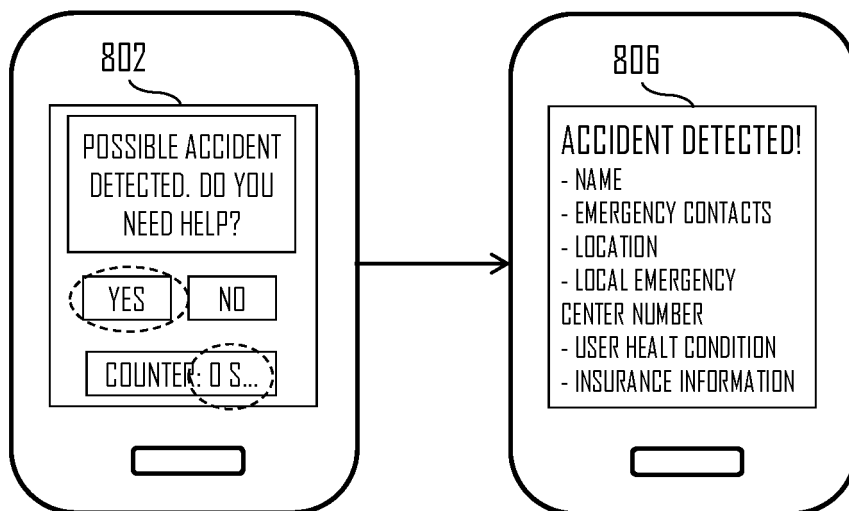 802
POSSIBLE ACCIDENT
DETECTED. DO YOU
NEED HELP?
YES
NO
COUNTER: 0 S...
806
ACCIDENT DETECTED!
- NAME
- EMERGENCY CONTACTS
- LOCATION
- LOCAL EMERGENCY
CENTER NUMBER
- USER HEALT CONDITION
- INSURANCE INFORMATION